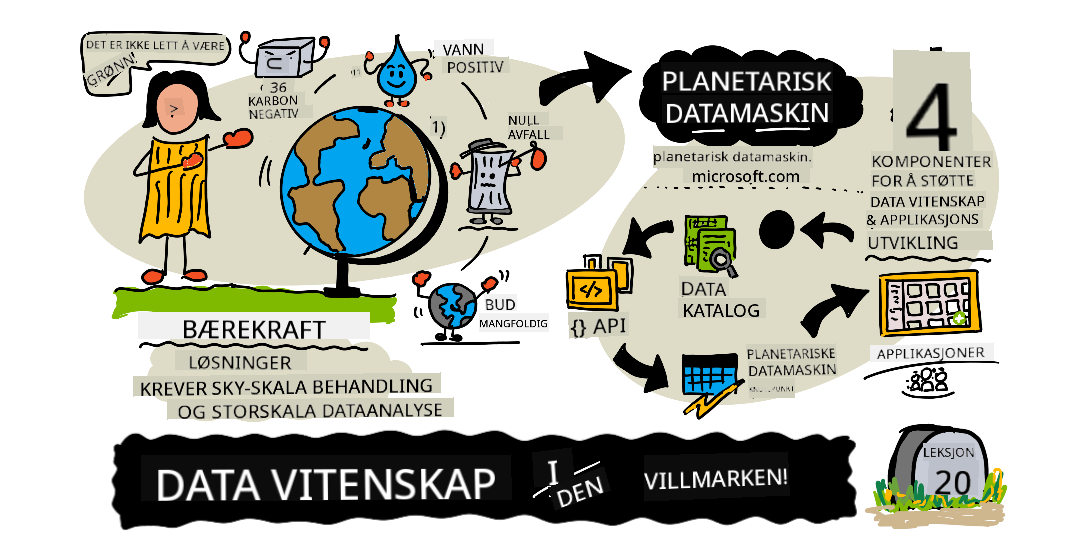 DET ER IKKE LETT Å VÆRE
GRØNN!
36
KARBON
NEGATIV
VANN
POSITIV
1)
NULL
AVFALL
BUD
MANGFOLDIG
BÆREKRAFT
LØSNINGER
KREVER SKY-SKALA BEHANDLING
OG STORSKALA DATAANALYSE
PLANETARISK
DATAMASKIN
planetarisk datamaskin.
microsoft.com
4
KOMPONENTER
FOR Å STØTTE
DATA VITENSKAP
& APPLIKASJONS
UTVIKLING
DATA
KATALOG
</>
{} API
PLANETARISKE
DATAMASKIN
APPLIKASJONER
DATA VITENSKAP
I
DEN
VILLMARKEN!
LEKSJON
20